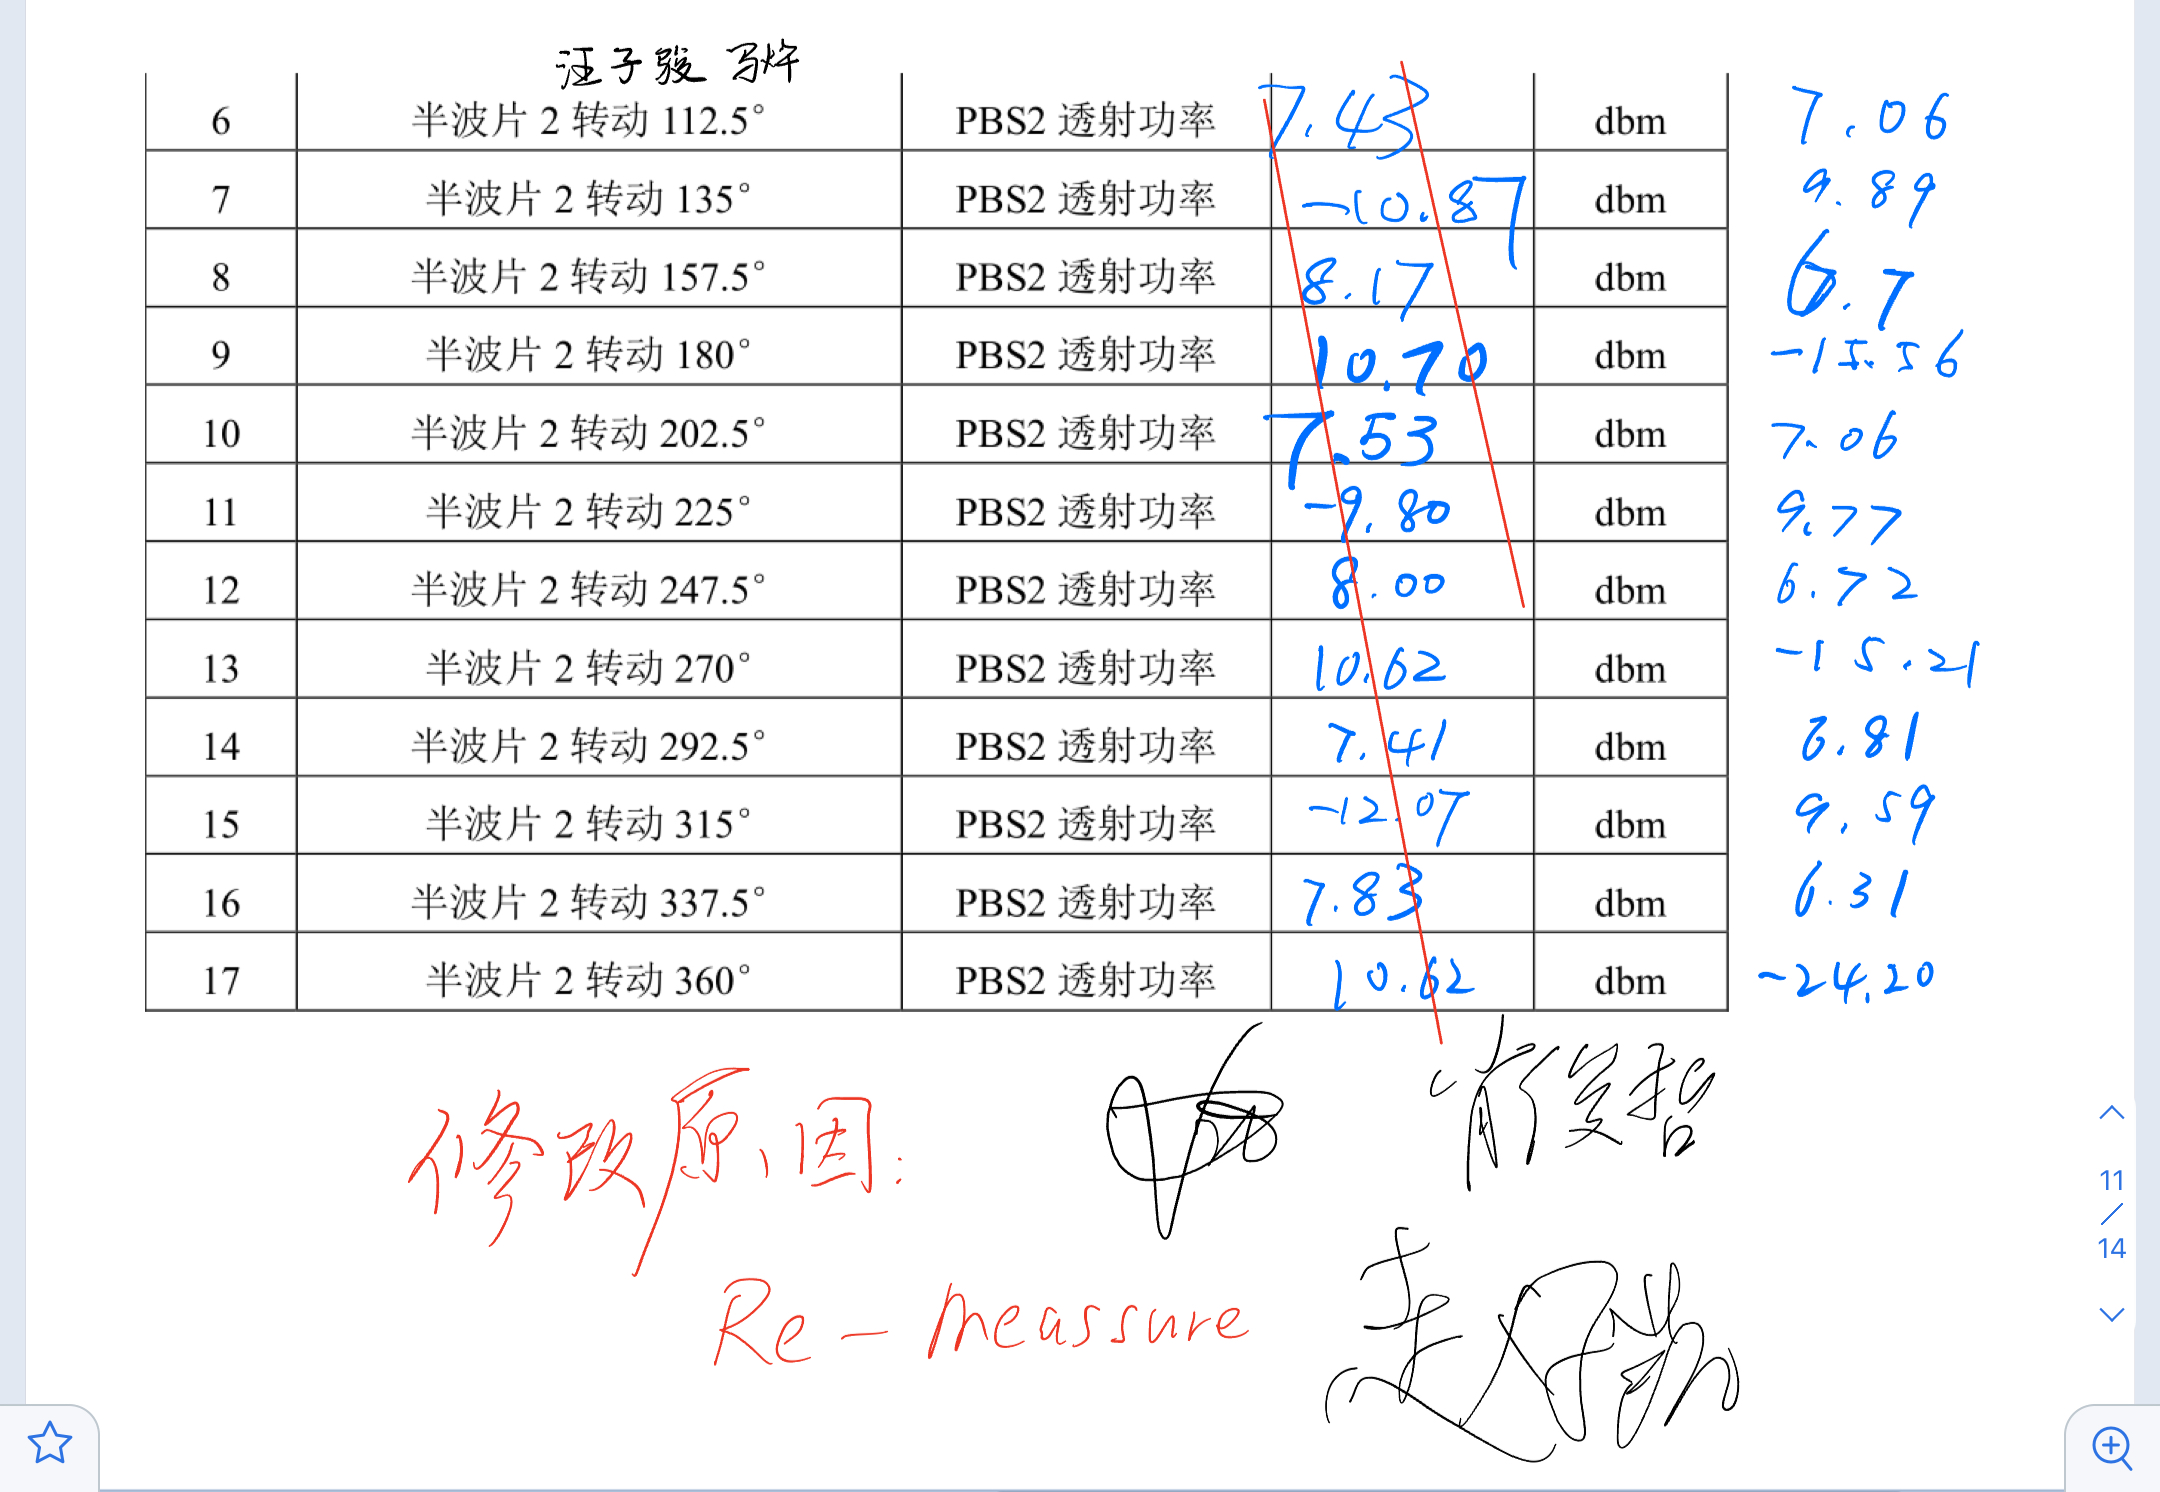 汪子骏 马烨
6 半波片 2 转动 112.5° PBS2 透射功率 7.43 dbm 7.06
7 半波片 2 转动 135° PBS2 透射功率 -10.87 dbm 9.89
8 半波片 2 转动 157.5° PBS2 透射功率 8.17 dbm 6.7
9 半波片 2 转动 180° PBS2 透射功率 10.70 dbm -15.56
10 半波片 2 转动 202.5° PBS2 透射功率 7.53 dbm 7.06
11 半波片 2 转动 225° PBS2 透射功率 -9.80 dbm 9.77
12 半波片 2 转动 247.5° PBS2 透射功率 8.00 dbm 6.72
13 半波片 2 转动 270° PBS2 透射功率 10.62 dbm -15.21
14 半波片 2 转动 292.5° PBS2 透射功率 7.41 dbm 6.81
15 半波片 2 转动 315° PBS2 透射功率 -12.07 dbm 9.59
16 半波片 2 转动 337.5° PBS2 透射功率 7.83 dbm 6.31
17 半波片 2 转动 360° PBS2 透射功率 10.62 dbm -24.20
修改原因:
Re-meassure
11
/
14